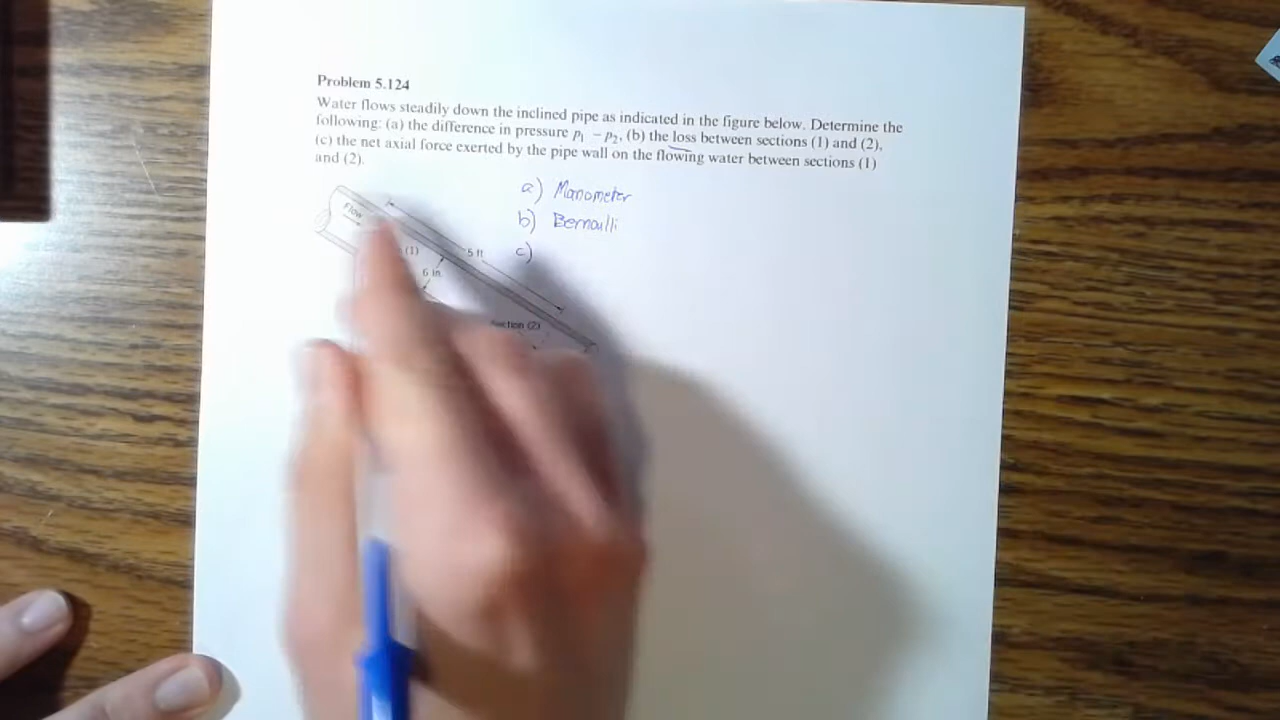 Problem 5.124
Water flows steadily down the inclined pipe as indicated in the figure below. Determine the
following: (a) the difference in pressure p₁ − p₂, (b) the loss between sections (1) and (2),
(c) the net axial force exerted by the pipe wall on the flowing water between sections (1)
and (2).
a) Manometer
b) Bernoulli
c)
Flow
(1)
5 ft
6 in.
Section (2)